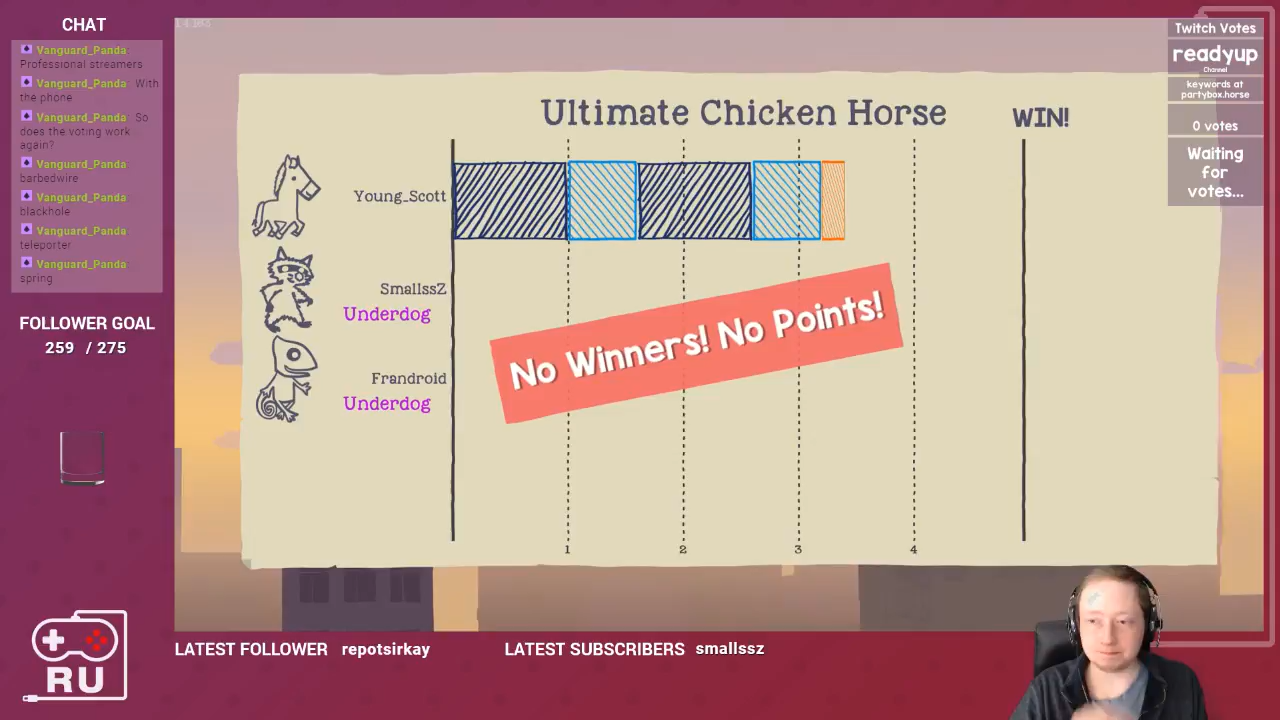 CHAT
Vanguard_Panda:
Professional streamers
Vanguard_Panda: With
the phone
Vanguard_Panda: So
does the voting work
again?
Vanguard_Panda:
barbedwire
Vanguard_Panda:
blackhole
Vanguard_Panda:
teleporter
Vanguard_Panda:
spring
FOLLOWER GOAL
259 / 275
RU
Ultimate Chicken Horse
WIN!
Young_Scott
SmallssZ
Underdog
Frandroid
Underdog
No Winners! No Points!
1 2 3 4
Twitch Votes
readyup
Channel
keywords at
partybox.horse
0 votes
Waiting
for
votes...
LATEST FOLLOWER repotsirkay
LATEST SUBSCRIBERS smallssz